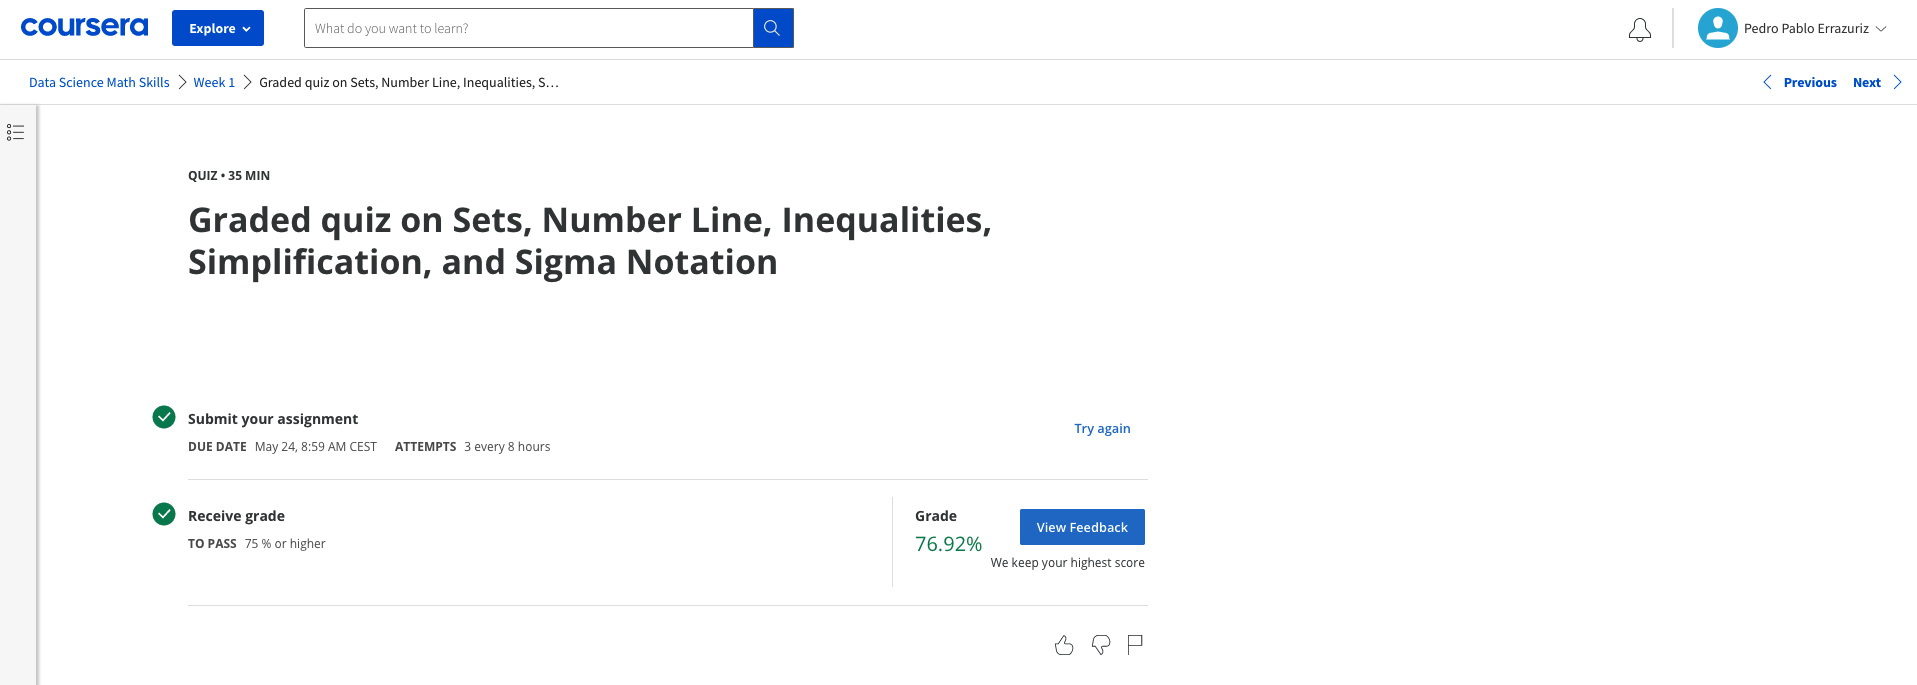 coursera
Explore
What do you want to learn?
Pedro Pablo Errazuriz
Data Science Math Skills
Week 1
Graded quiz on Sets, Number Line, Inequalities, S...
Previous
Next
QUIZ • 35 MIN
Graded quiz on Sets, Number Line, Inequalities,
Simplification, and Sigma Notation
Submit your assignment
DUE DATE May 24, 8:59 AM CEST ATTEMPTS 3 every 8 hours
Try again
Receive grade
TO PASS 75 % or higher
Grade
76.92%
View Feedback
We keep your highest score